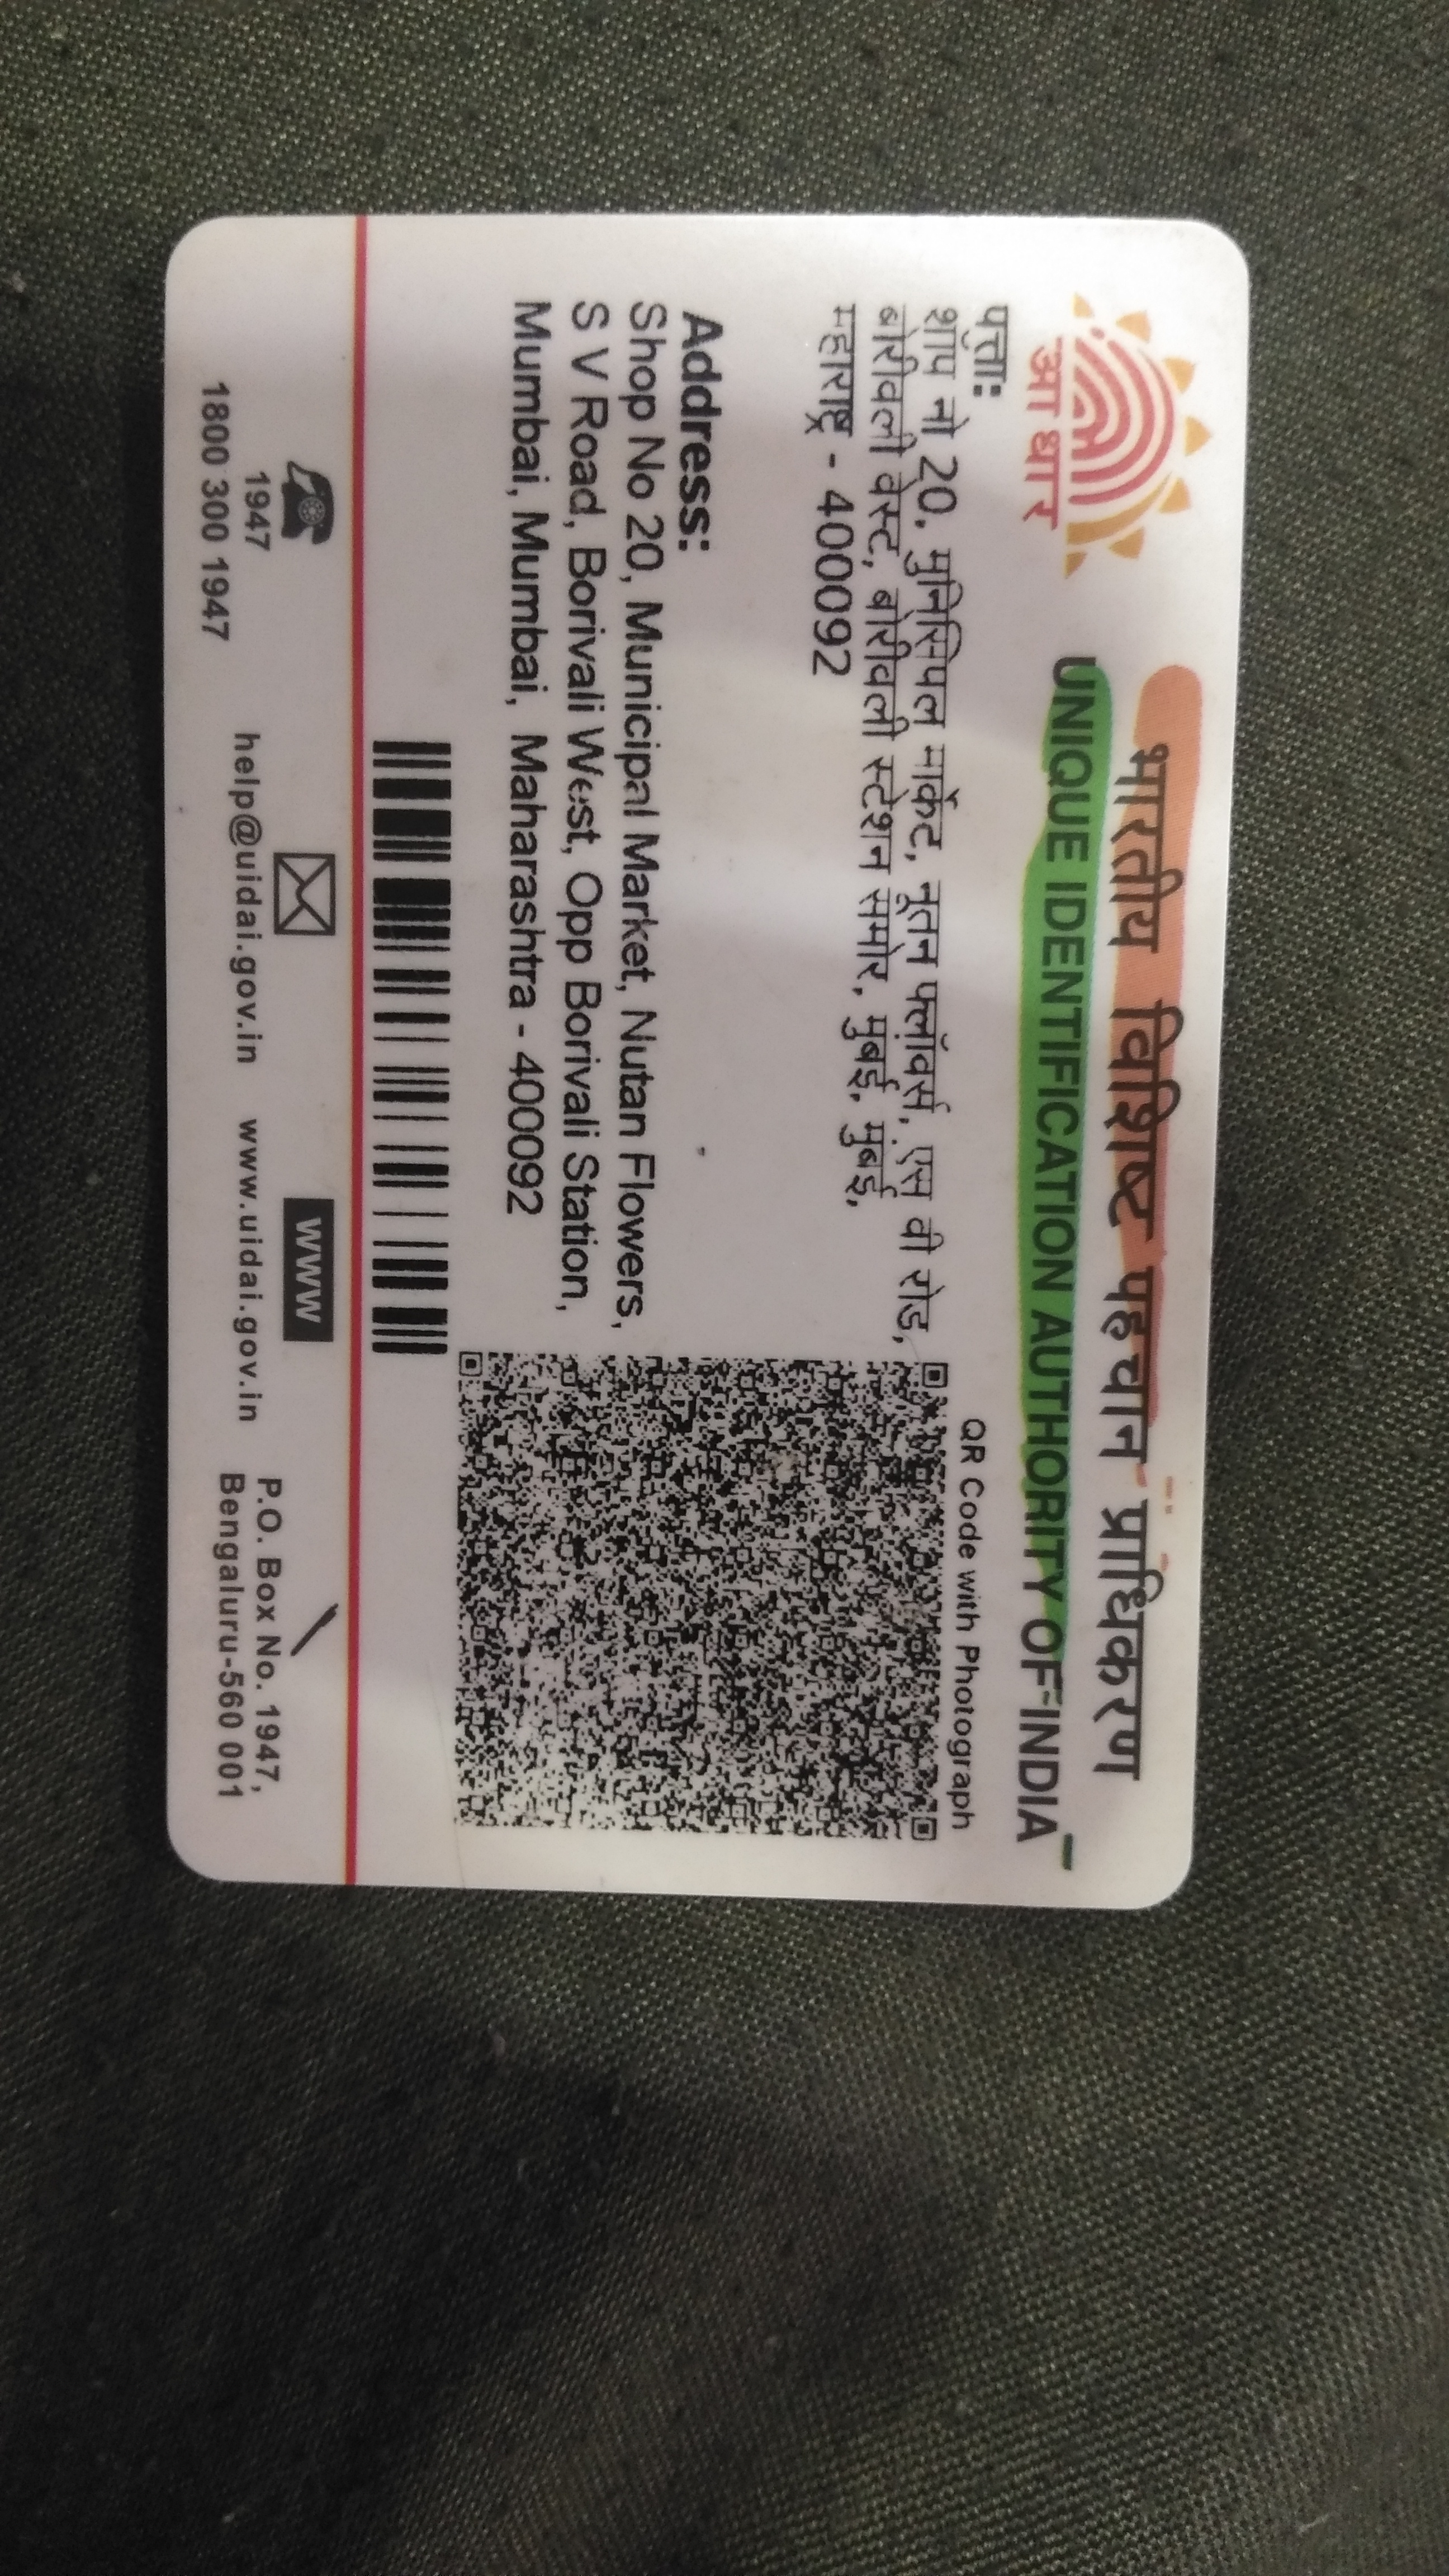 भारतीय विशिष्ट पहचान प्राधिकरण
UNIQUE IDENTIFICATION AUTHORITY OF INDIA
आधार
QR Code with Photograph
पत्ता:
शॉप नो 20, मुनिसिपल मार्केट, नूतन फ्लॉवर्स, एस वी रोड,
बोरीवली वेस्ट, बोरीवली स्टेशन समोर, मुंबई, मुंबई,
महाराष्ट्र - 400092
Address:
Shop No 20, Municipal Market, Nutan Flowers,
S V Road, Borivali West, Opp Borivali Station,
Mumbai, Mumbai, Maharashtra - 400092
WWW
1947
1800 300 1947
help@uidai.gov.in
www.uidai.gov.in
P.O. Box No. 1947,
Bengaluru-560 001